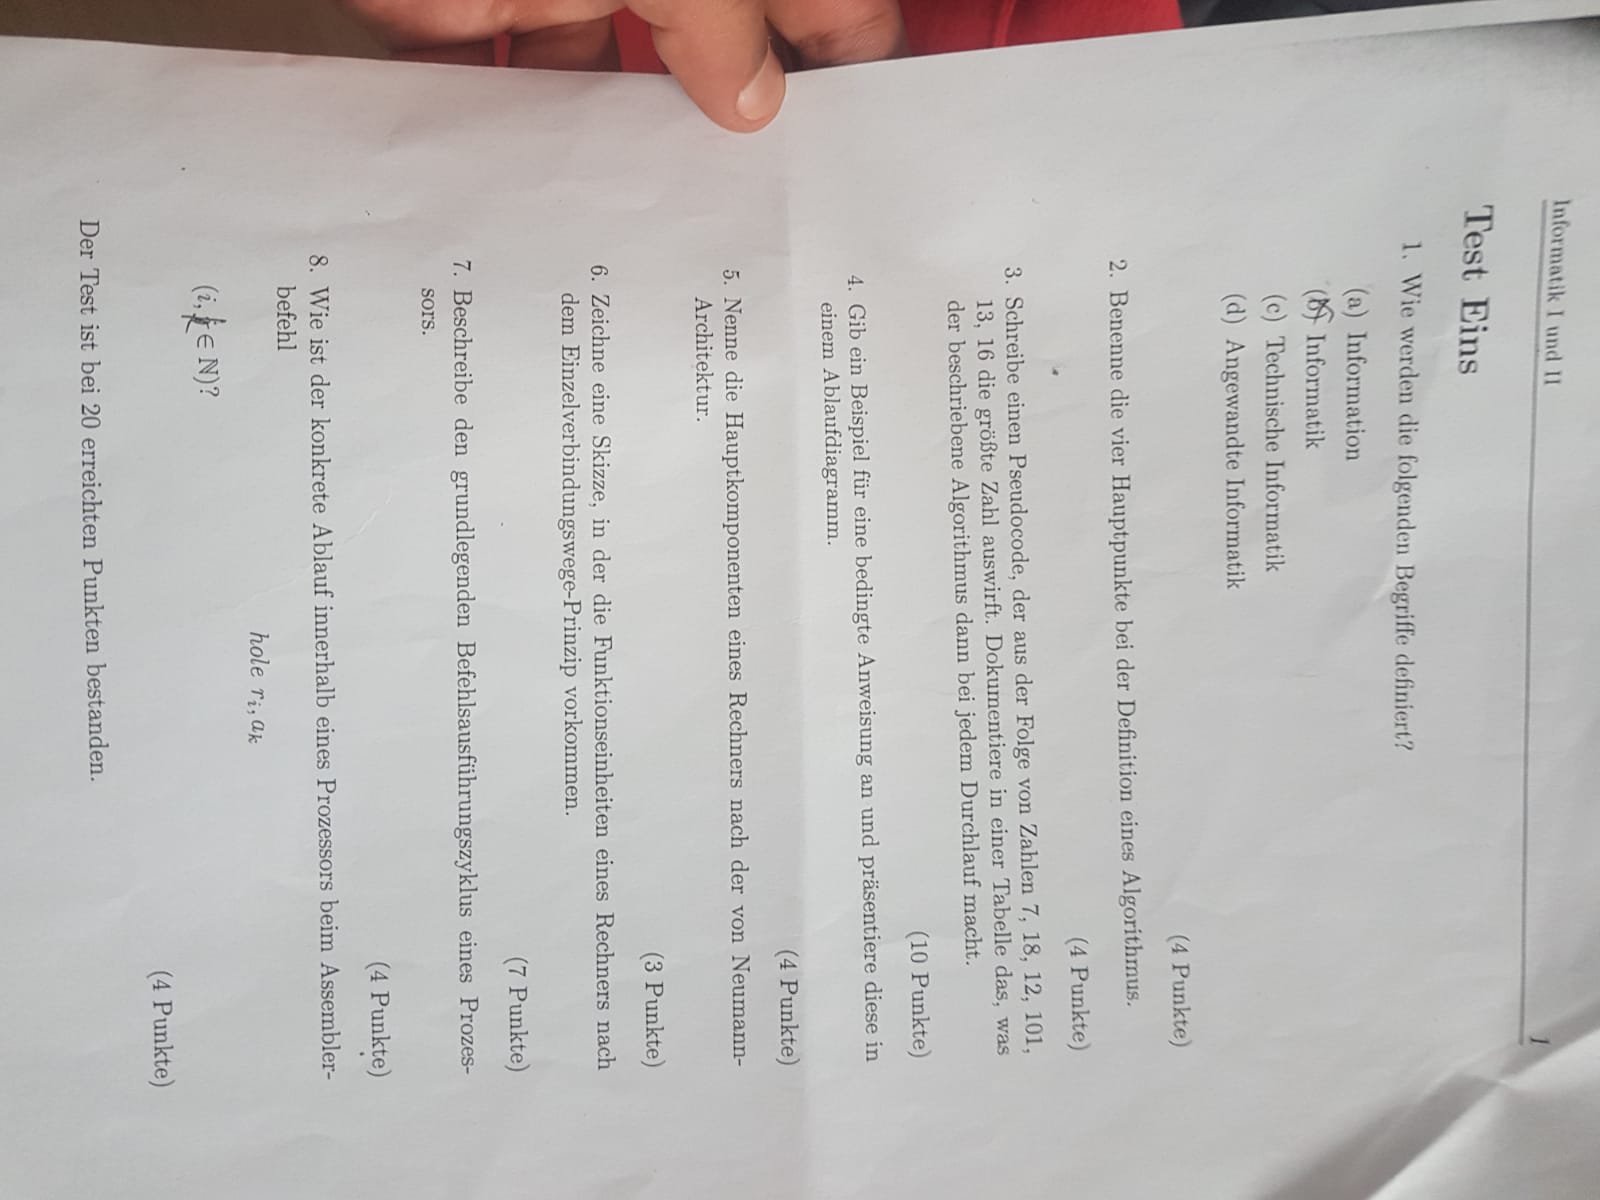 Informatik I und II
1
Test Eins
1. Wie werden die folgenden Begriffe definiert?
(a) Information
(b) Informatik
(c) Technische Informatik
(d) Angewandte Informatik
(4 Punkte)
2. Benenne die vier Hauptpunkte bei der Definition eines Algorithmus.
(4 Punkte)
3. Schreibe einen Pseudocode, der aus der Folge von Zahlen 7, 18, 12, 101,
13, 16 die größte Zahl auswirft. Dokumentiere in einer Tabelle das, was
der beschriebene Algorithmus dann bei jedem Durchlauf macht.
(10 Punkte)
4. Gib ein Beispiel für eine bedingte Anweisung an und präsentiere diese in
einem Ablaufdiagramm.
(4 Punkte)
5. Nenne die Hauptkomponenten eines Rechners nach der von Neumann-
Architektur.
(3 Punkte)
6. Zeichne eine Skizze, in der die Funktionseinheiten eines Rechners nach
dem Einzelverbindungswege-Prinzip vorkommen.
(7 Punkte)
7. Beschreibe den grundlegenden Befehlsausführungszyklus eines Prozes-
sors.
(4 Punkte)
8. Wie ist der konkrete Ablauf innerhalb eines Prozessors beim Assembler-
befehl
hole rᵢ, aₖ
(i, k ∈ ℕ)?
(4 Punkte)
Der Test ist bei 20 erreichten Punkten bestanden.